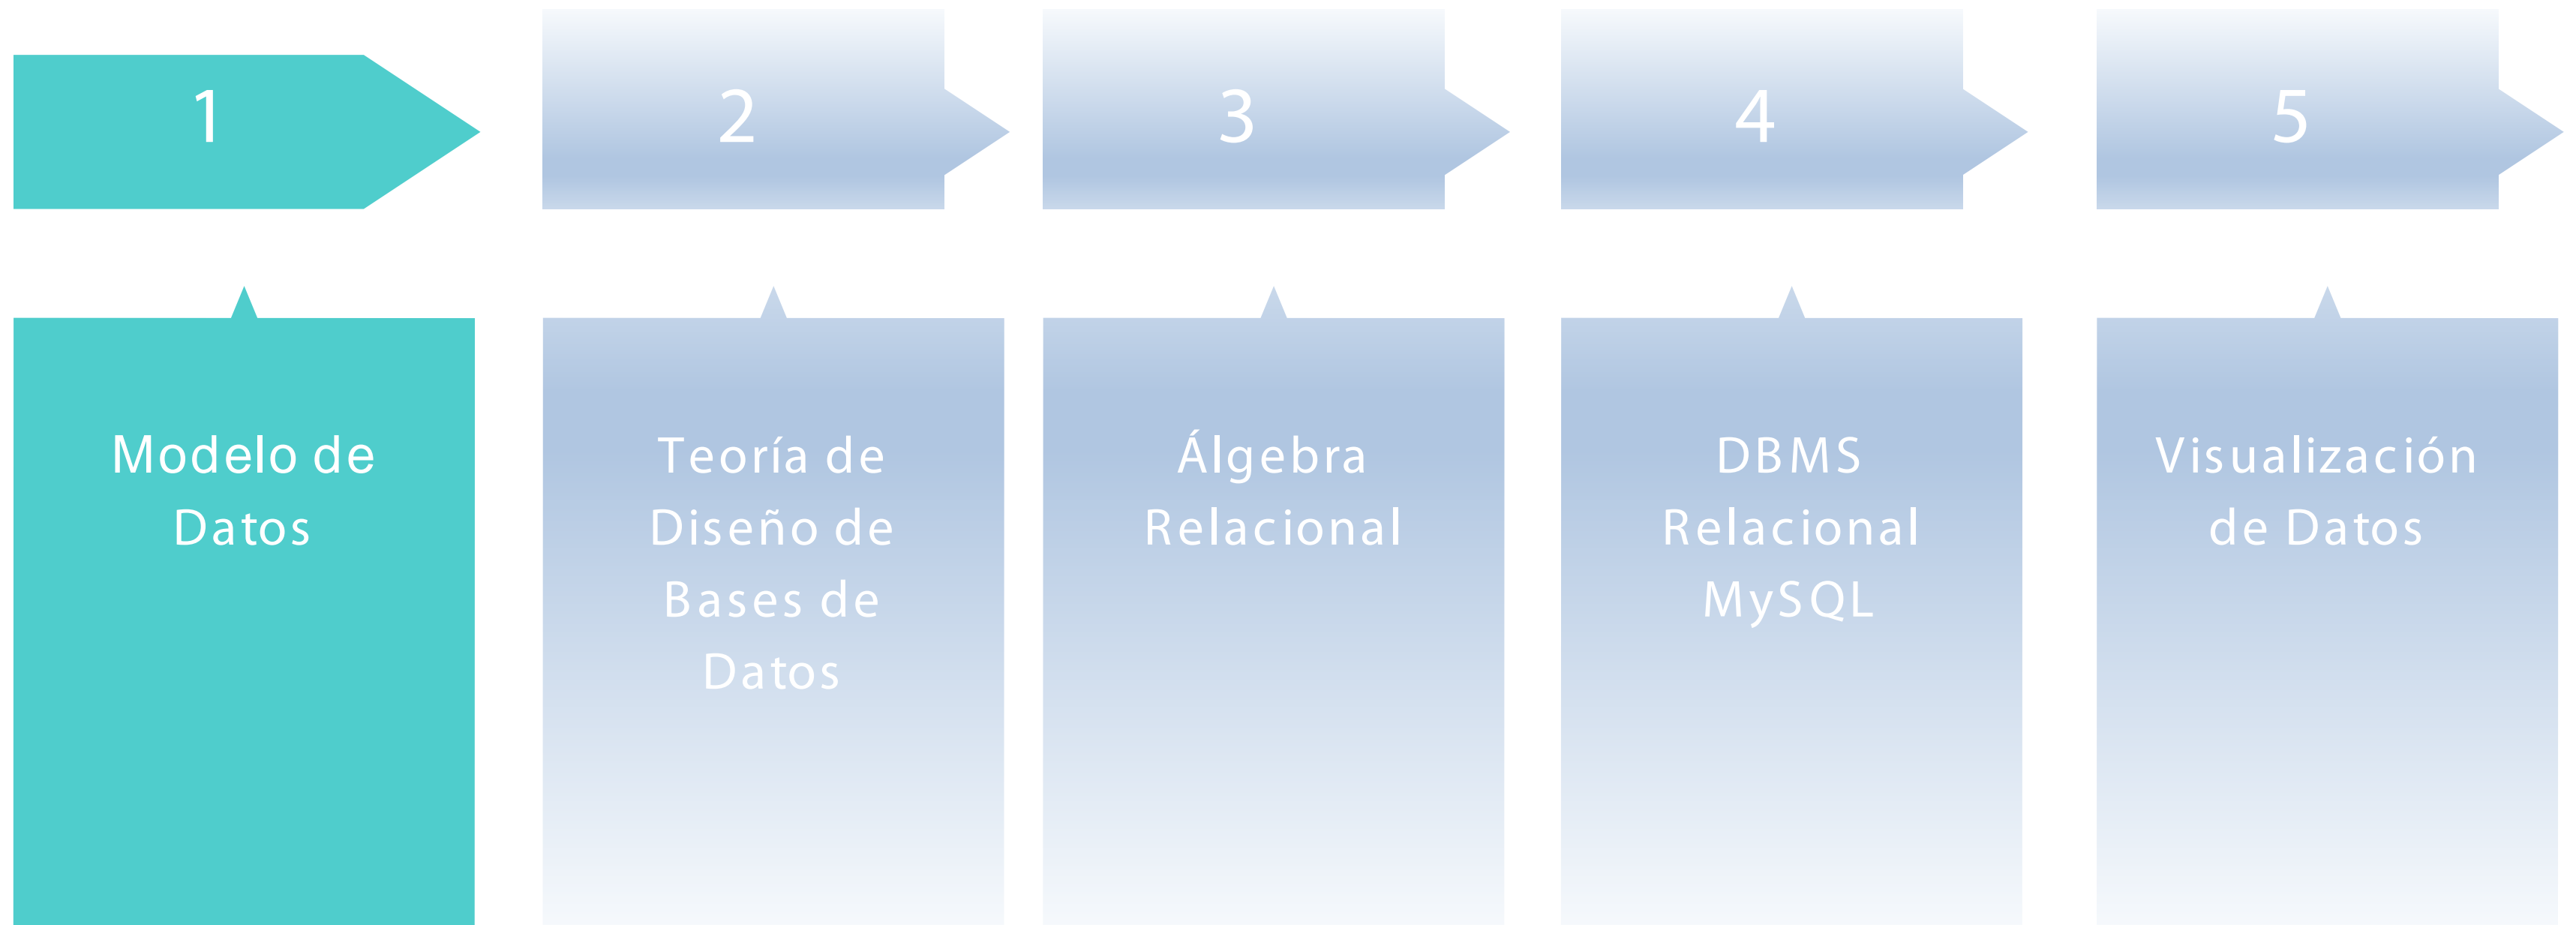 1
2
3
4
5
Modelo de
Datos
Teoría de
Diseño de
Bases de
Datos
Álgebra
Relacional
DBMS
Relacional
MySQL
Visualización
de Datos